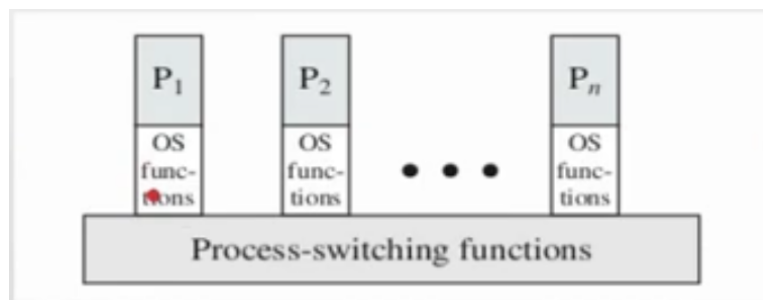 P₁ P₂ Pₙ
OS OS OS
func- func- func-
tions tions tions
Process-switching functions